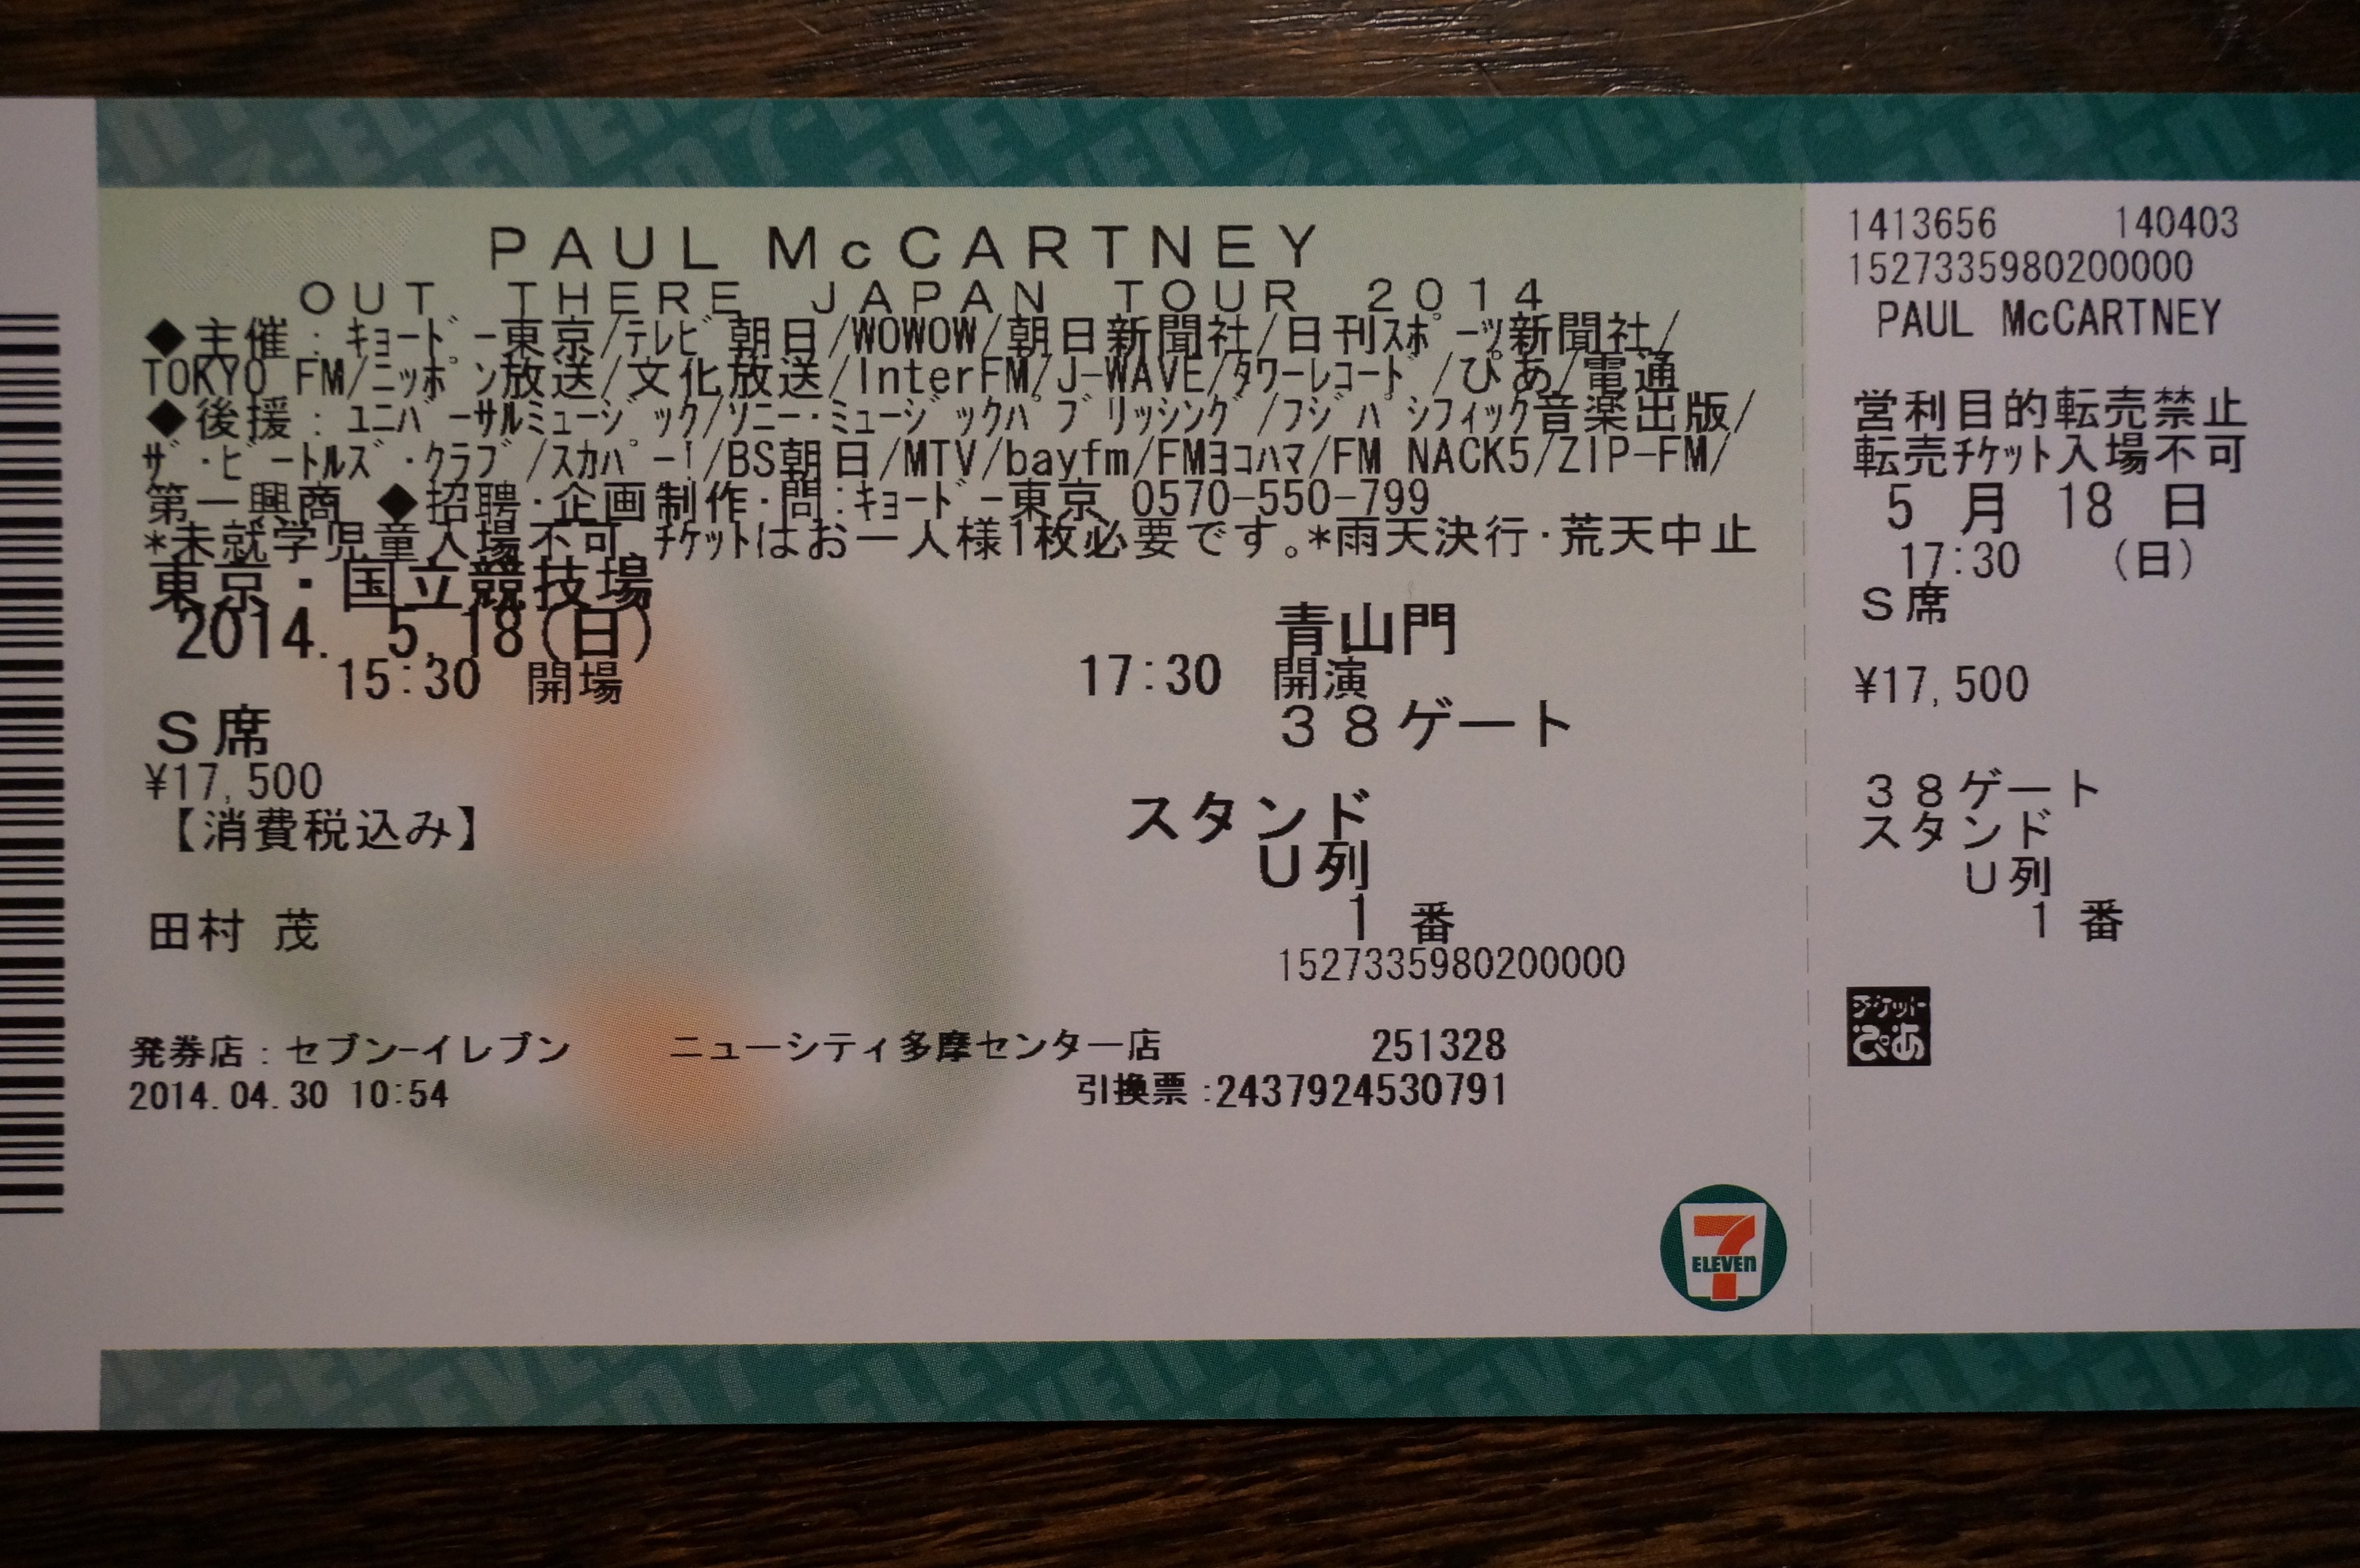 PAUL McCARTNEY
OUT THERE JAPAN TOUR 2014
◆主催:ｷｮｰﾄﾞｰ東京/ﾃﾚﾋﾞ朝日/WOWOW/朝日新聞社/日刊ｽﾎﾟｰﾂ新聞社/
TOKYO FM/ﾆｯﾎﾟﾝ放送/文化放送/InterFM/J-WAVE/ﾀﾜｰﾚｺｰﾄﾞ/ぴあ/電通
◆後援:ﾕﾆﾊﾞｰｻﾙﾐｭｰｼﾞｯｸ/ｿﾆｰ･ﾐｭｰｼﾞｯｸﾊﾟﾌﾞﾘｯｼﾝｸﾞ/ﾌｼﾞﾊﾟｼﾌｨｯｸ音楽出版/
ｻﾞ･ﾋﾞｰﾄﾙｽﾞ･ｸﾗﾌﾞ/ｽｶﾊﾟｰ!/BS朝日/MTV/bayfm/FMﾖｺﾊﾏ/FM NACK5/ZIP-FM/
第一興商 ◆招聘･企画制作･問:ｷｮｰﾄﾞｰ東京 0570-550-799
*未就学児童入場不可 ﾁｹｯﾄはお一人様1枚必要です。*雨天決行･荒天中止
東京・国立競技場
2014. 5.18(日) 青山門
15:30 開場 17:30 開演
S席 38ゲート
¥17,500
【消費税込み】 スタンド
U列
田村 茂 1 番
1527335980200000
発券店:セブン-イレブン ニューシティ多摩センター店 251328
2014.04.30 10:54 引換票:2437924530791
7
ELEVEn
1413656 140403
1527335980200000
PAUL McCARTNEY
営利目的転売禁止
転売ﾁｹｯﾄ入場不可
5 月 18 日
17:30 (日)
S席
¥17,500
38ゲート
スタンド
U列
1 番
チケット
ぴあ